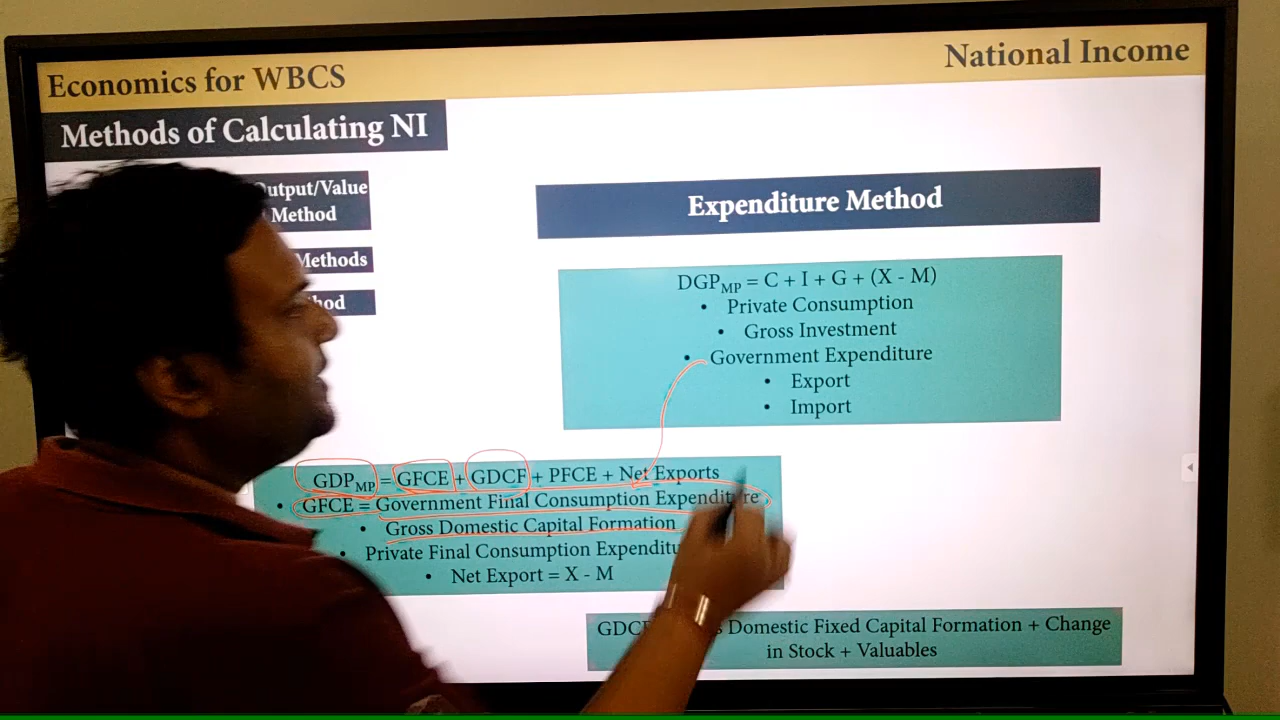 Economics for WBCS
National Income
Methods of Calculating NI
Output/Value
Method
Methods
Expenditure Method
DGPMP = C + I + G + (X - M)
• Private Consumption
• Gross Investment
• Government Expenditure
• Export
• Import
GDPMP = GFCE + GDCF + PFCE + Net Exports
• GFCE = Government Final Consumption Expenditure
• Gross Domestic Capital Formation
• Private Final Consumption
• Net Export = X - M
Domestic Fixed Capital Formation + Change
in Stock + Valuables